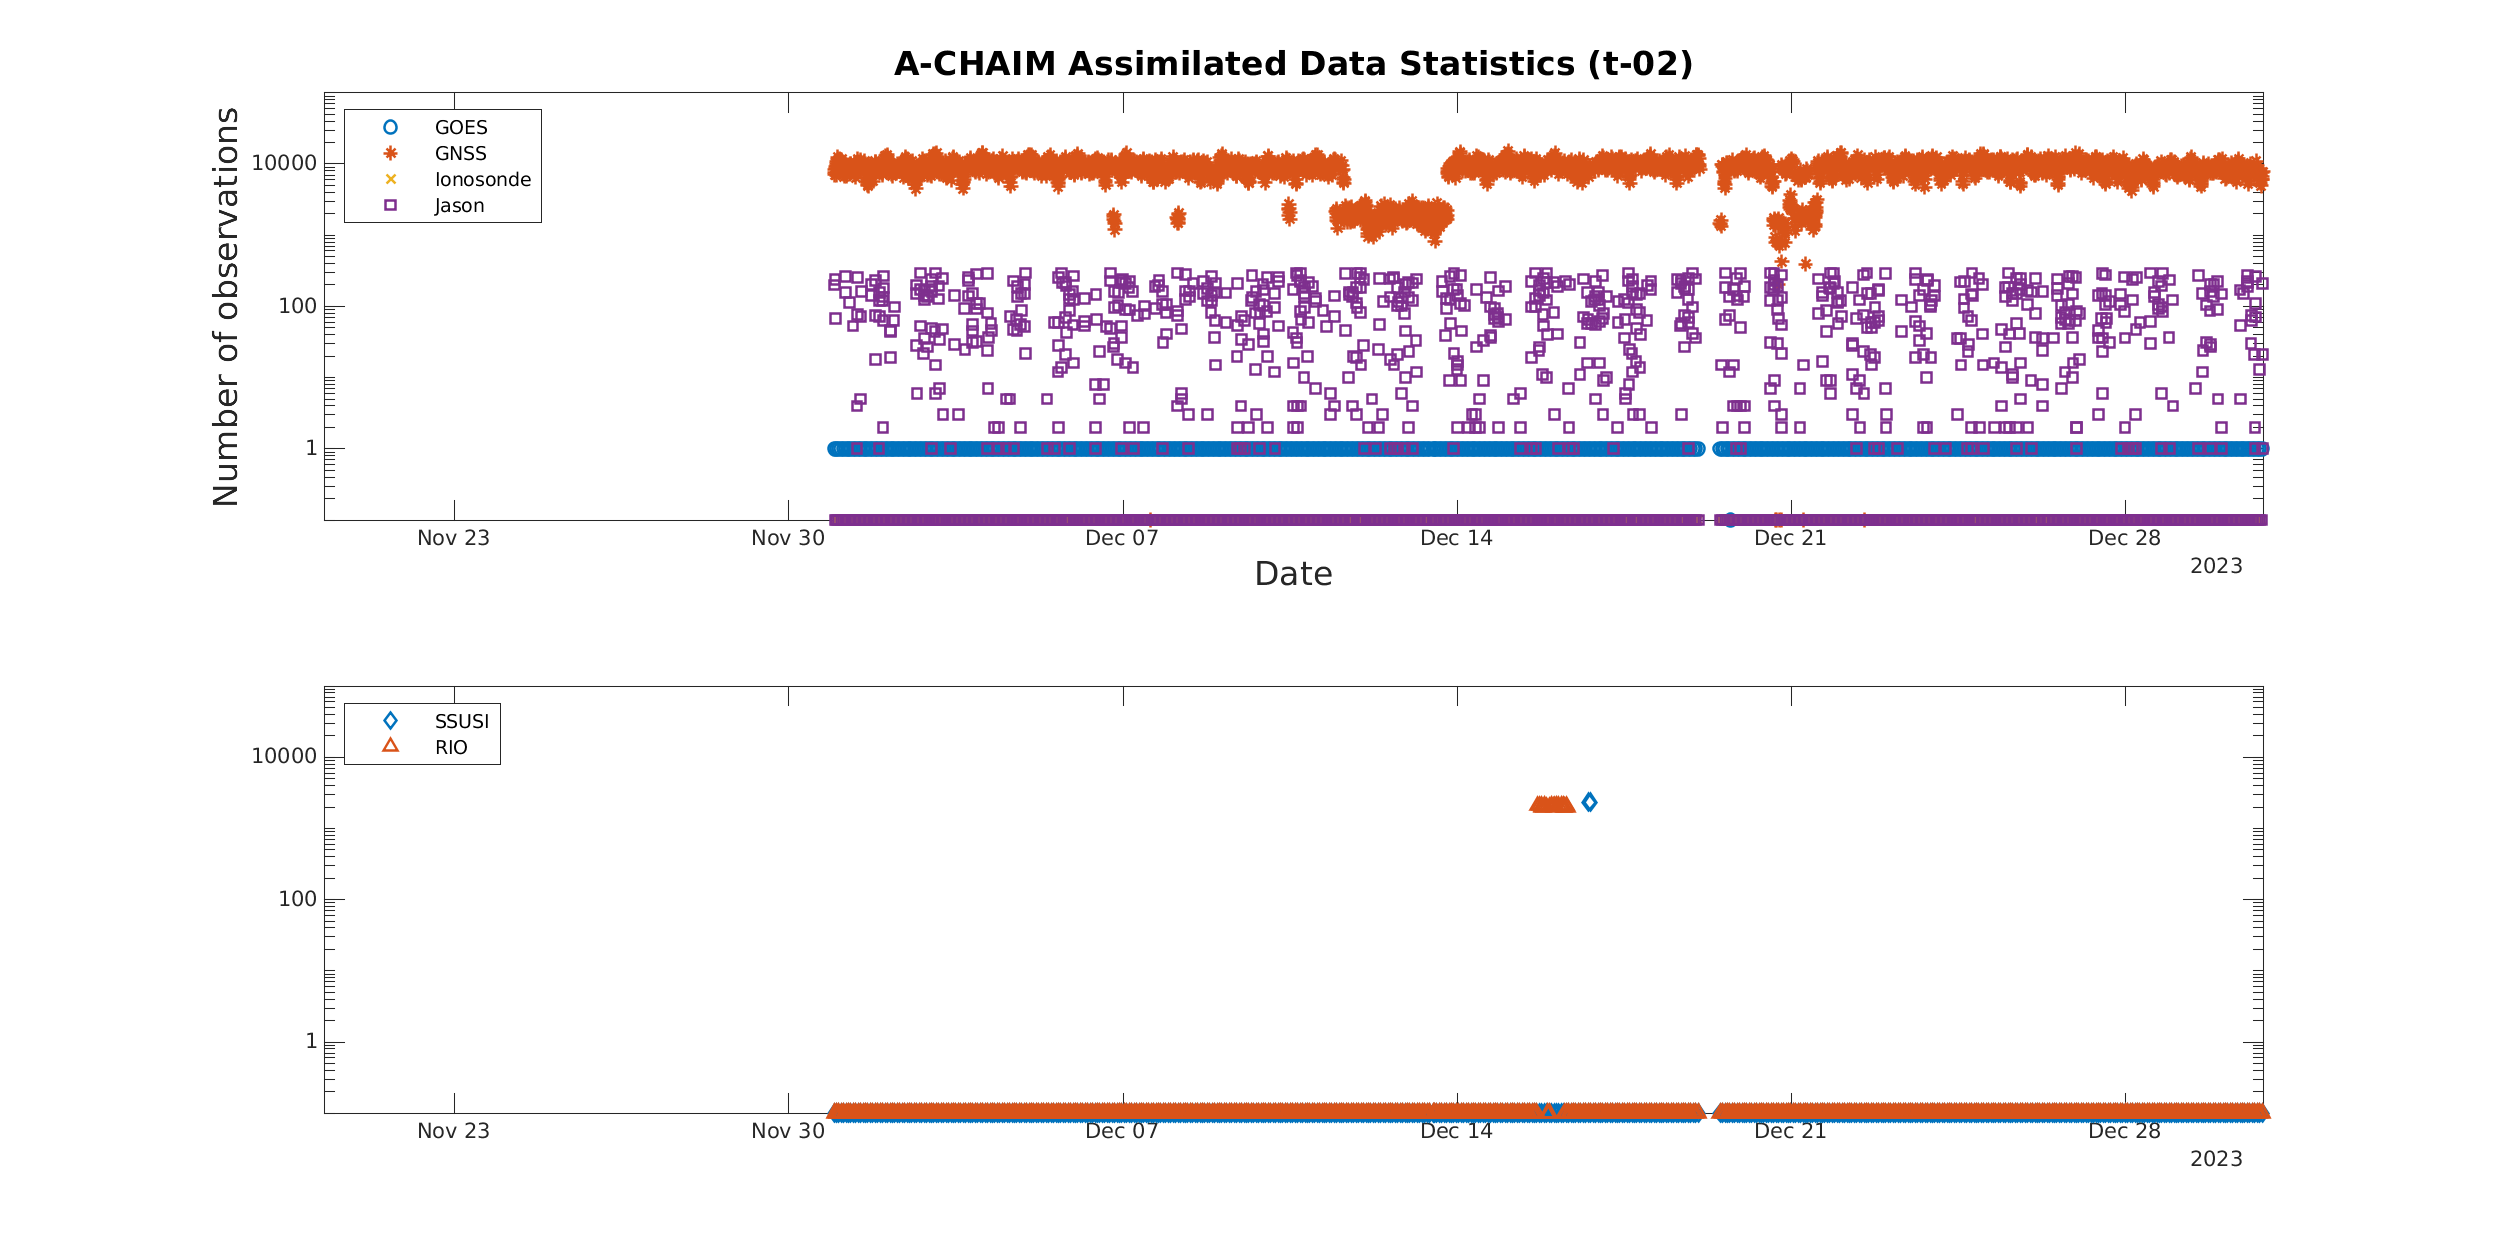 A-CHAIM Assimilated Data Statistics (t-02)
Number of observations
10000
100
1
GOES
GNSS
Ionosonde
Jason
Nov 23
Nov 30
Dec 07
Dec 14
Dec 21
Dec 28
2023
Date
10000
100
1
SSUSI
RIO
Nov 23
Nov 30
Dec 07
Dec 14
Dec 21
Dec 28
2023